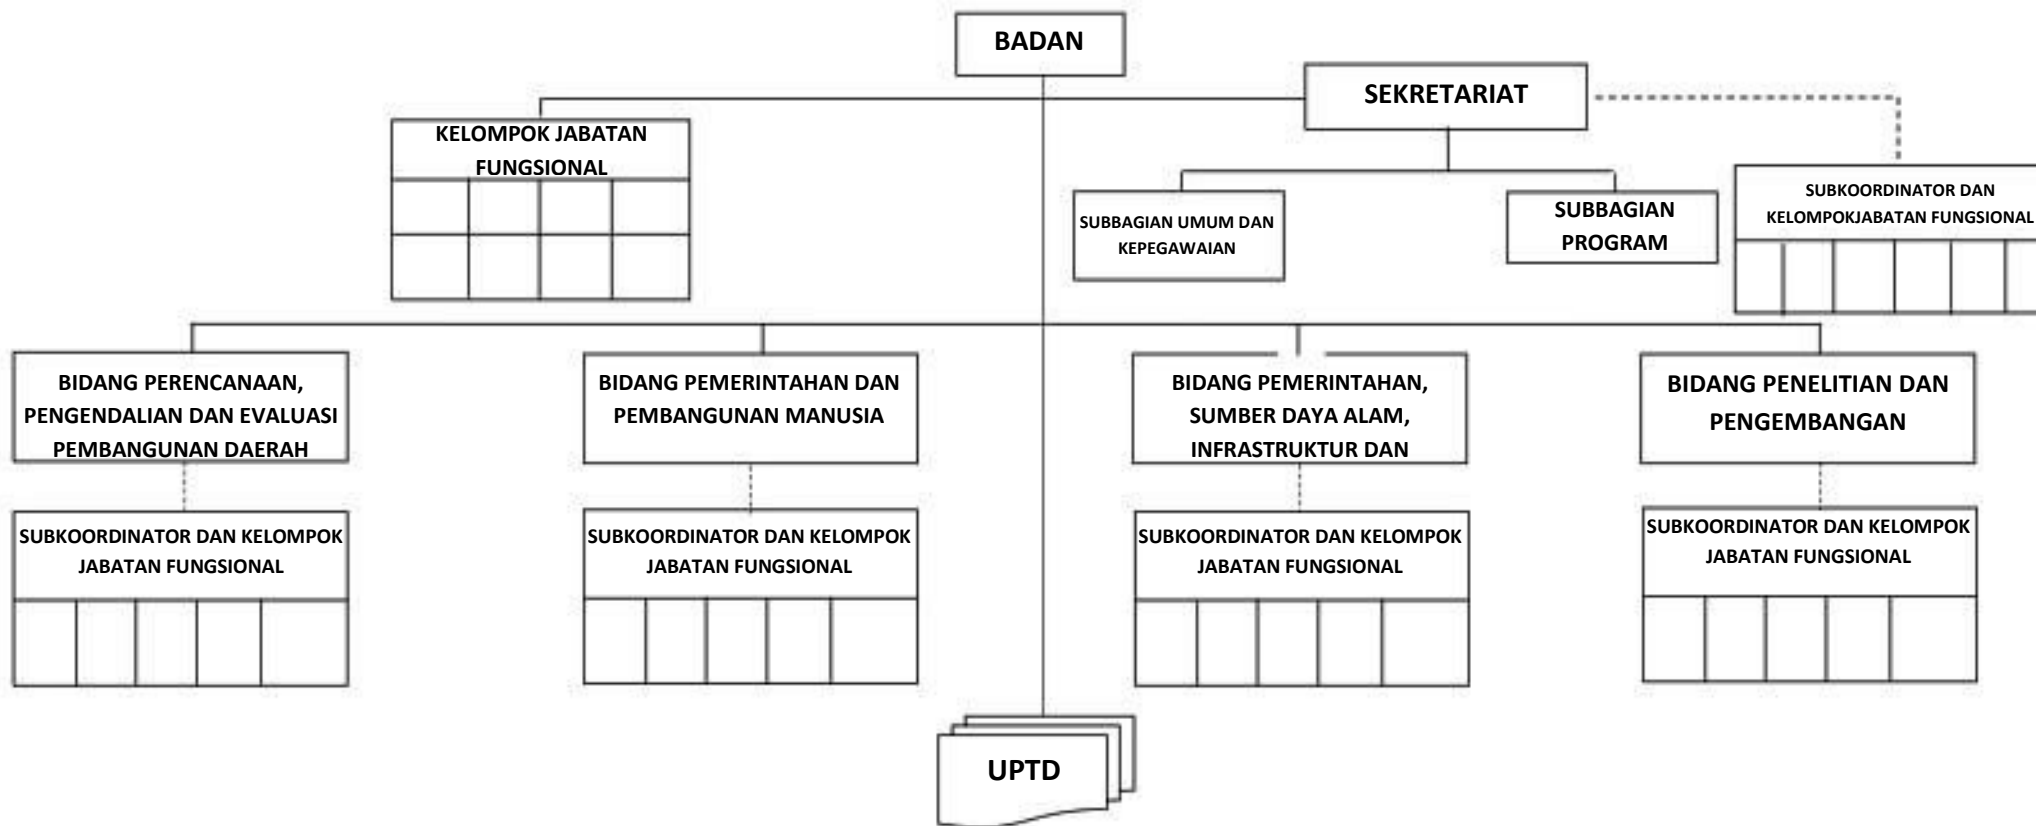 BADAN
SEKRETARIAT
KELOMPOK JABATAN
FUNGSIONAL
SUBBAGIAN UMUM DAN
KEPEGAWAIAN
SUBBAGIAN
PROGRAM
SUBKOORDINATOR DAN
KELOMPOKJABATAN FUNGSIONAL
BIDANG PERENCANAAN,
PENGENDALIAN DAN EVALUASI
PEMBANGUNAN DAERAH
BIDANG PEMERINTAHAN DAN
PEMBANGUNAN MANUSIA
BIDANG PEMERINTAHAN,
SUMBER DAYA ALAM,
INFRASTRUKTUR DAN
BIDANG PENELITIAN DAN
PENGEMBANGAN
SUBKOORDINATOR DAN KELOMPOK
JABATAN FUNGSIONAL
SUBKOORDINATOR DAN KELOMPOK
JABATAN FUNGSIONAL
SUBKOORDINATOR DAN KELOMPOK
JABATAN FUNGSIONAL
SUBKOORDINATOR DAN KELOMPOK
JABATAN FUNGSIONAL
UPTD